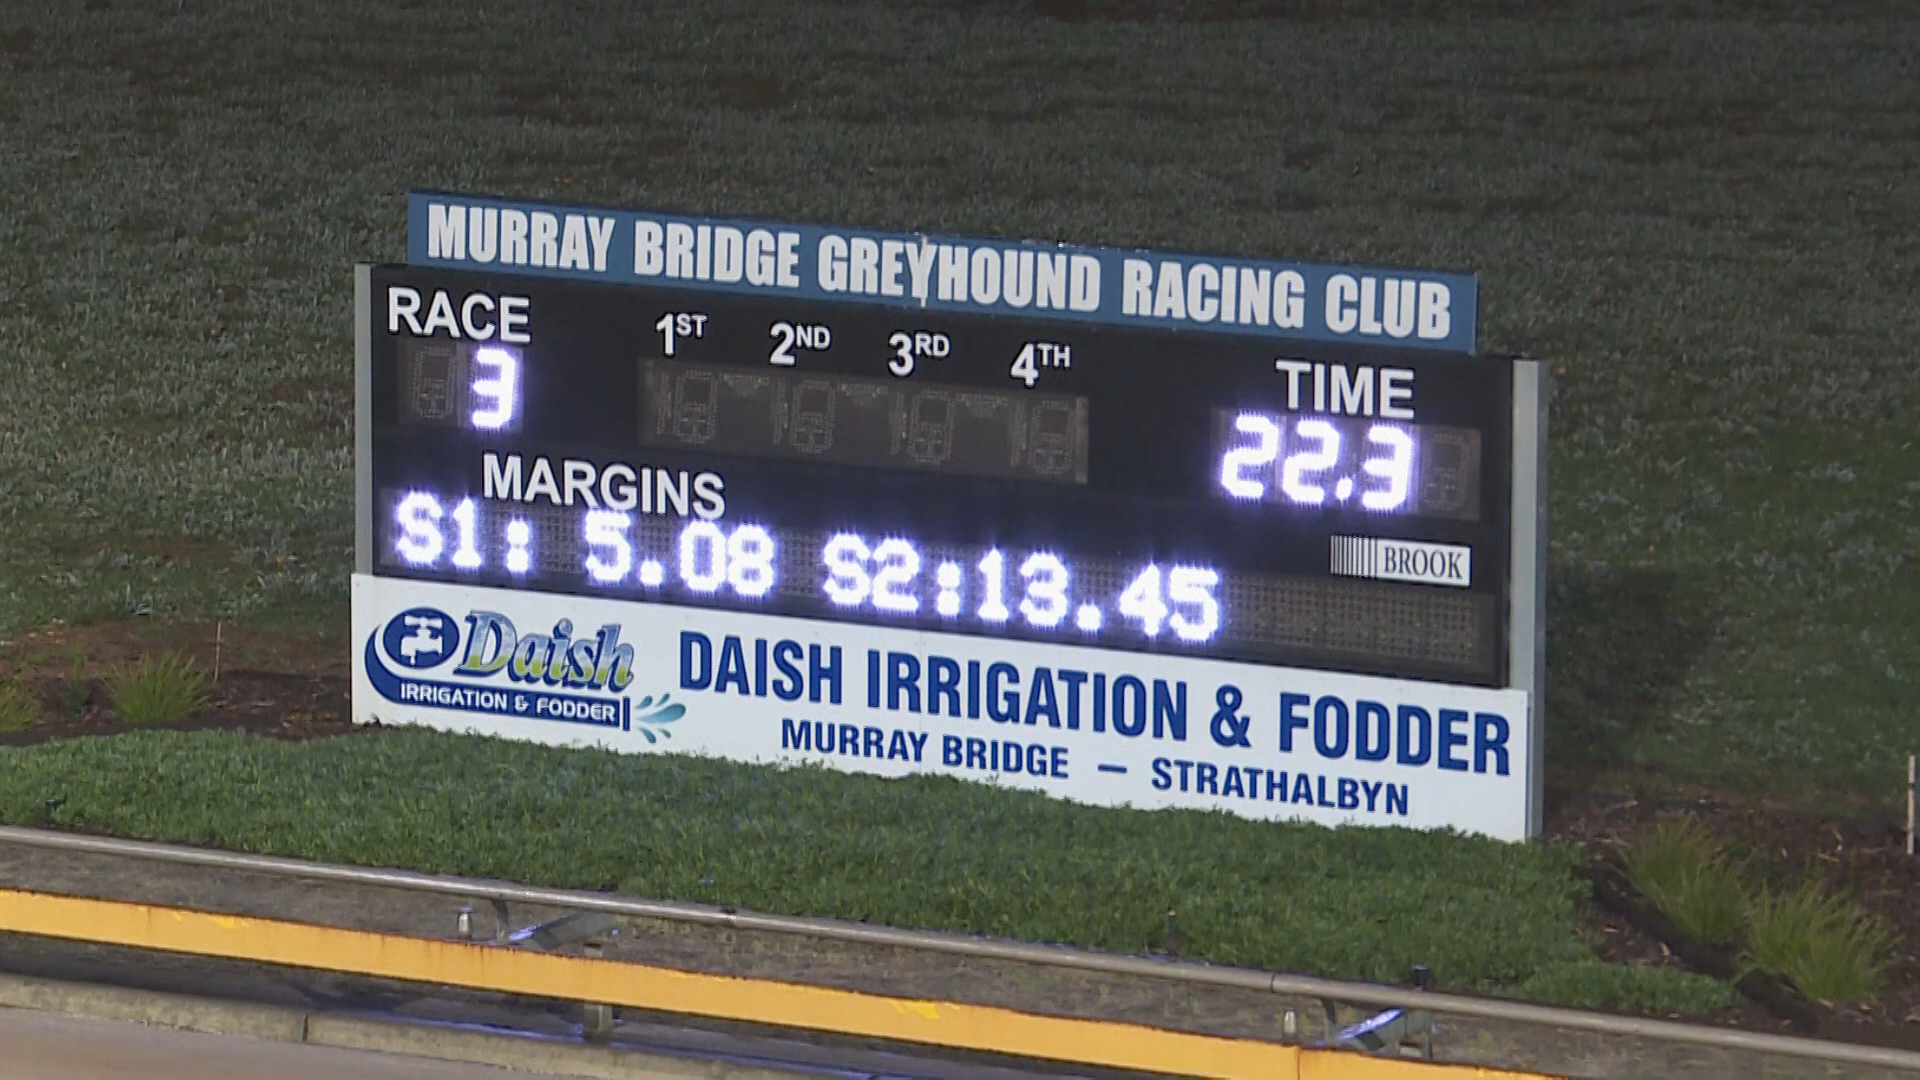 MURRAY BRIDGE GREYHOUND RACING CLUB
RACE 1ST 2ND 3RD 4TH TIME
3 22.3
MARGINS
S1: 5.08 S2:13.45
BROOK
Daish
IRRIGATION & FODDER
DAISH IRRIGATION & FODDER
MURRAY BRIDGE – STRATHALBYN